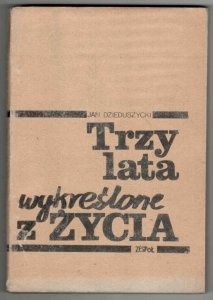 JAN DZIEDUSZYCKI
Trzy
lata
wykreślone
z ŻYCIA
ZESPÓŁ